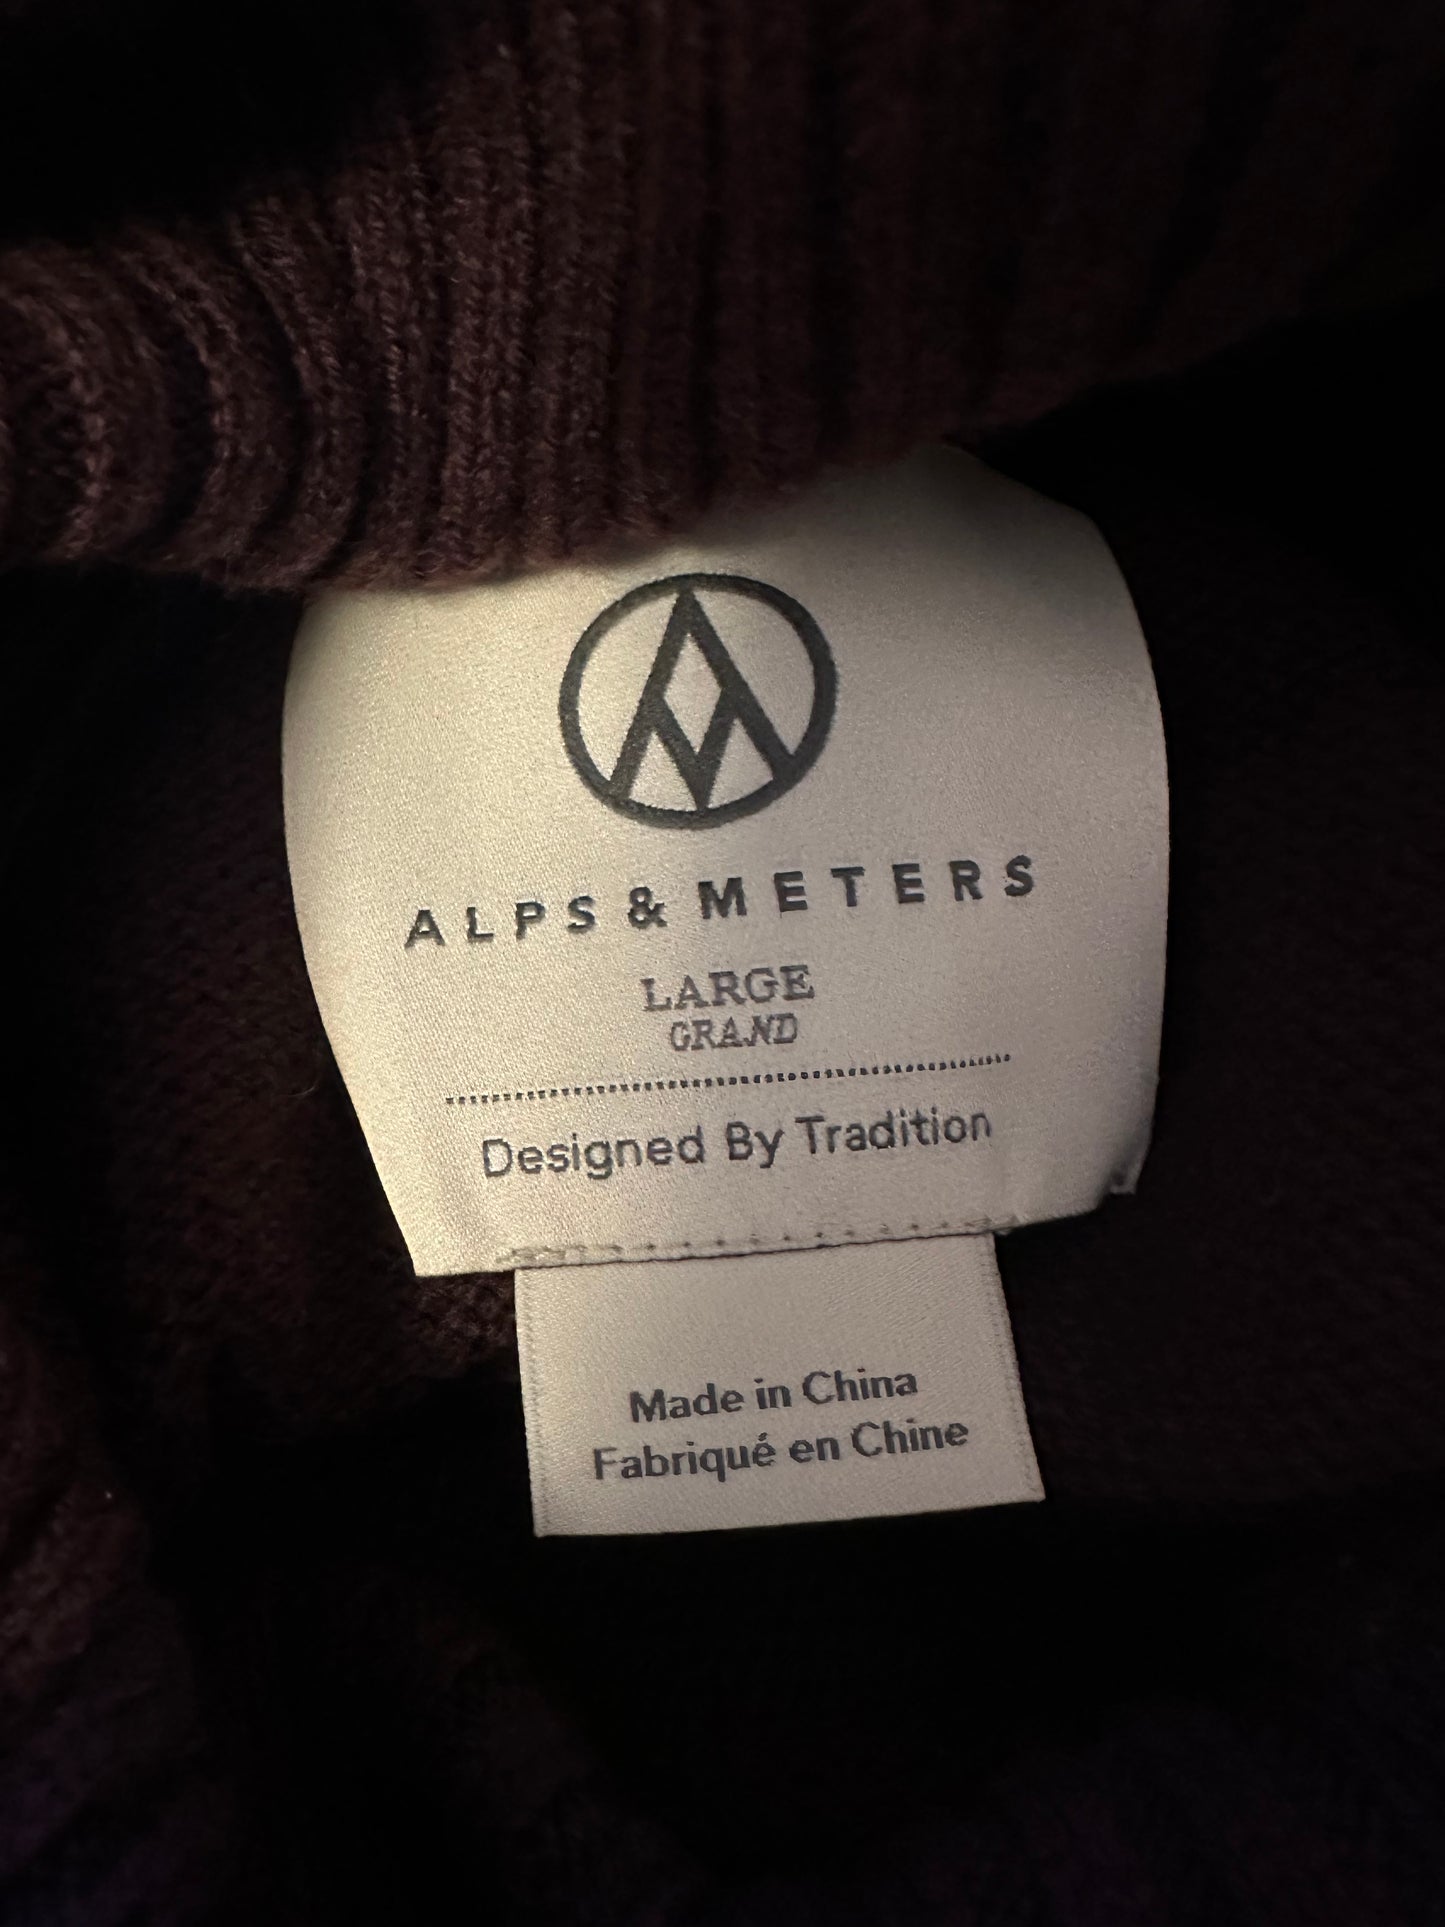 ALPS & METERS
LARGE
GRAND
Designed By Tradition
Made in China
Fabriqué en Chine